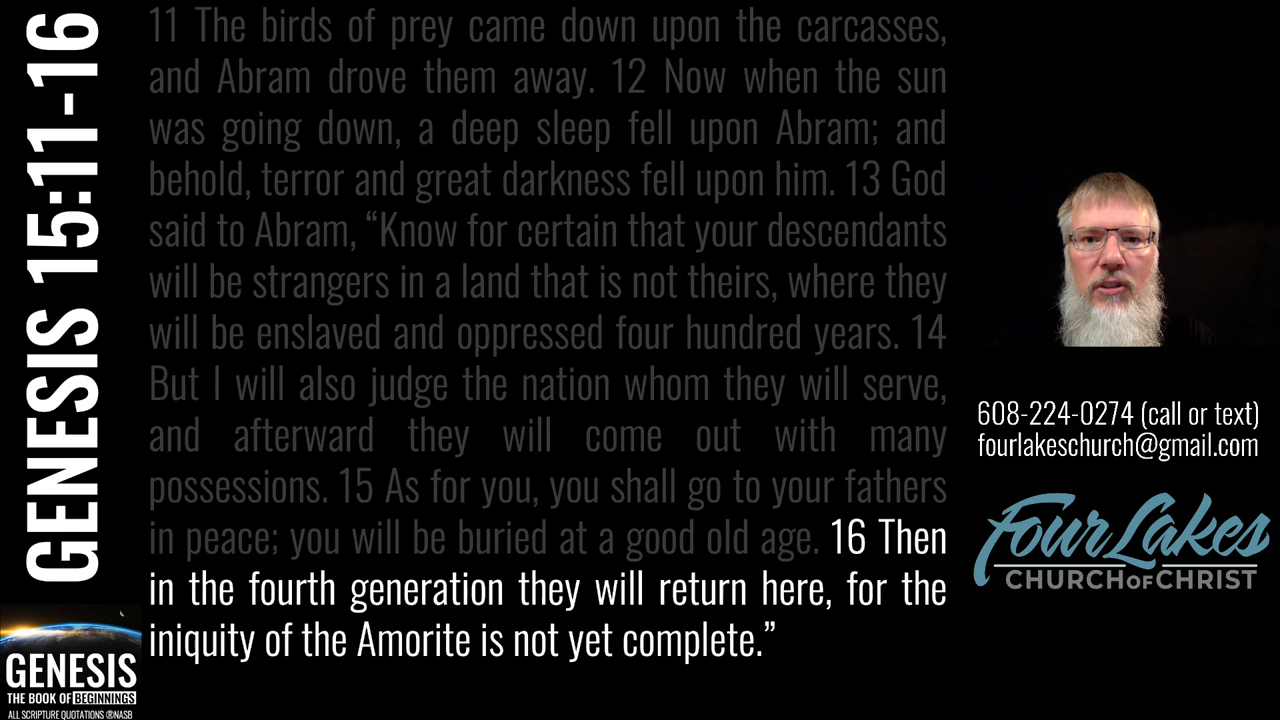 GENESIS 15:11-16
11 The birds of prey came down upon the carcasses,
and Abram drove them away. 12 Now when the sun
was going down, a deep sleep fell upon Abram; and
behold, terror and great darkness fell upon him. 13 God
said to Abram, “Know for certain that your descendants
will be strangers in a land that is not theirs, where they
will be enslaved and oppressed four hundred years. 14
But I will also judge the nation whom they will serve,
and afterward they will come out with many
possessions. 15 As for you, you shall go to your fathers
in peace; you will be buried at a good old age. 16 Then
in the fourth generation they will return here, for the
iniquity of the Amorite is not yet complete.”
608-224-0274 (call or text)
fourlakeschurch@gmail.com
Four Lakes
CHURCH OF CHRIST
GENESIS
THE BOOK OF BEGINNINGS
ALL SCRIPTURE QUOTATIONS ®NASB